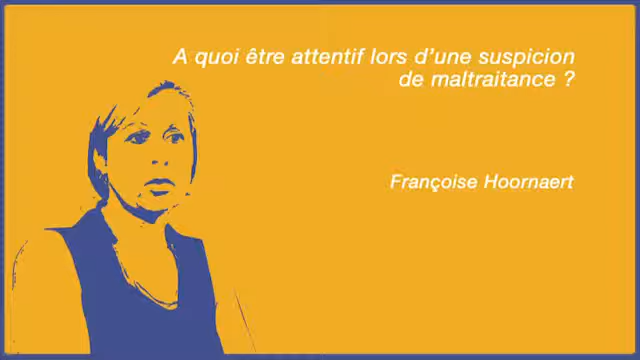 A quoi être attentif lors d'une suspicion
de maltraitance ?
Françoise Hoornaert